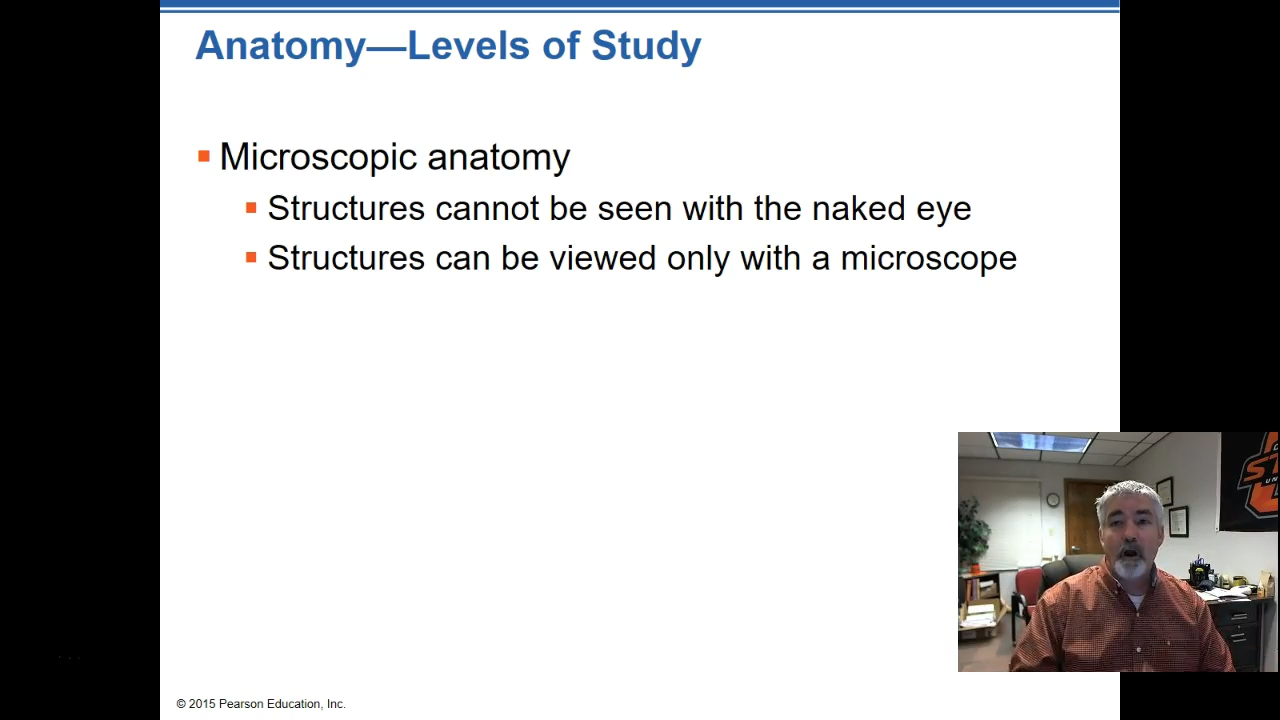 Anatomy—Levels of Study
Microscopic anatomy
Structures cannot be seen with the naked eye
Structures can be viewed only with a microscope
© 2015 Pearson Education, Inc.